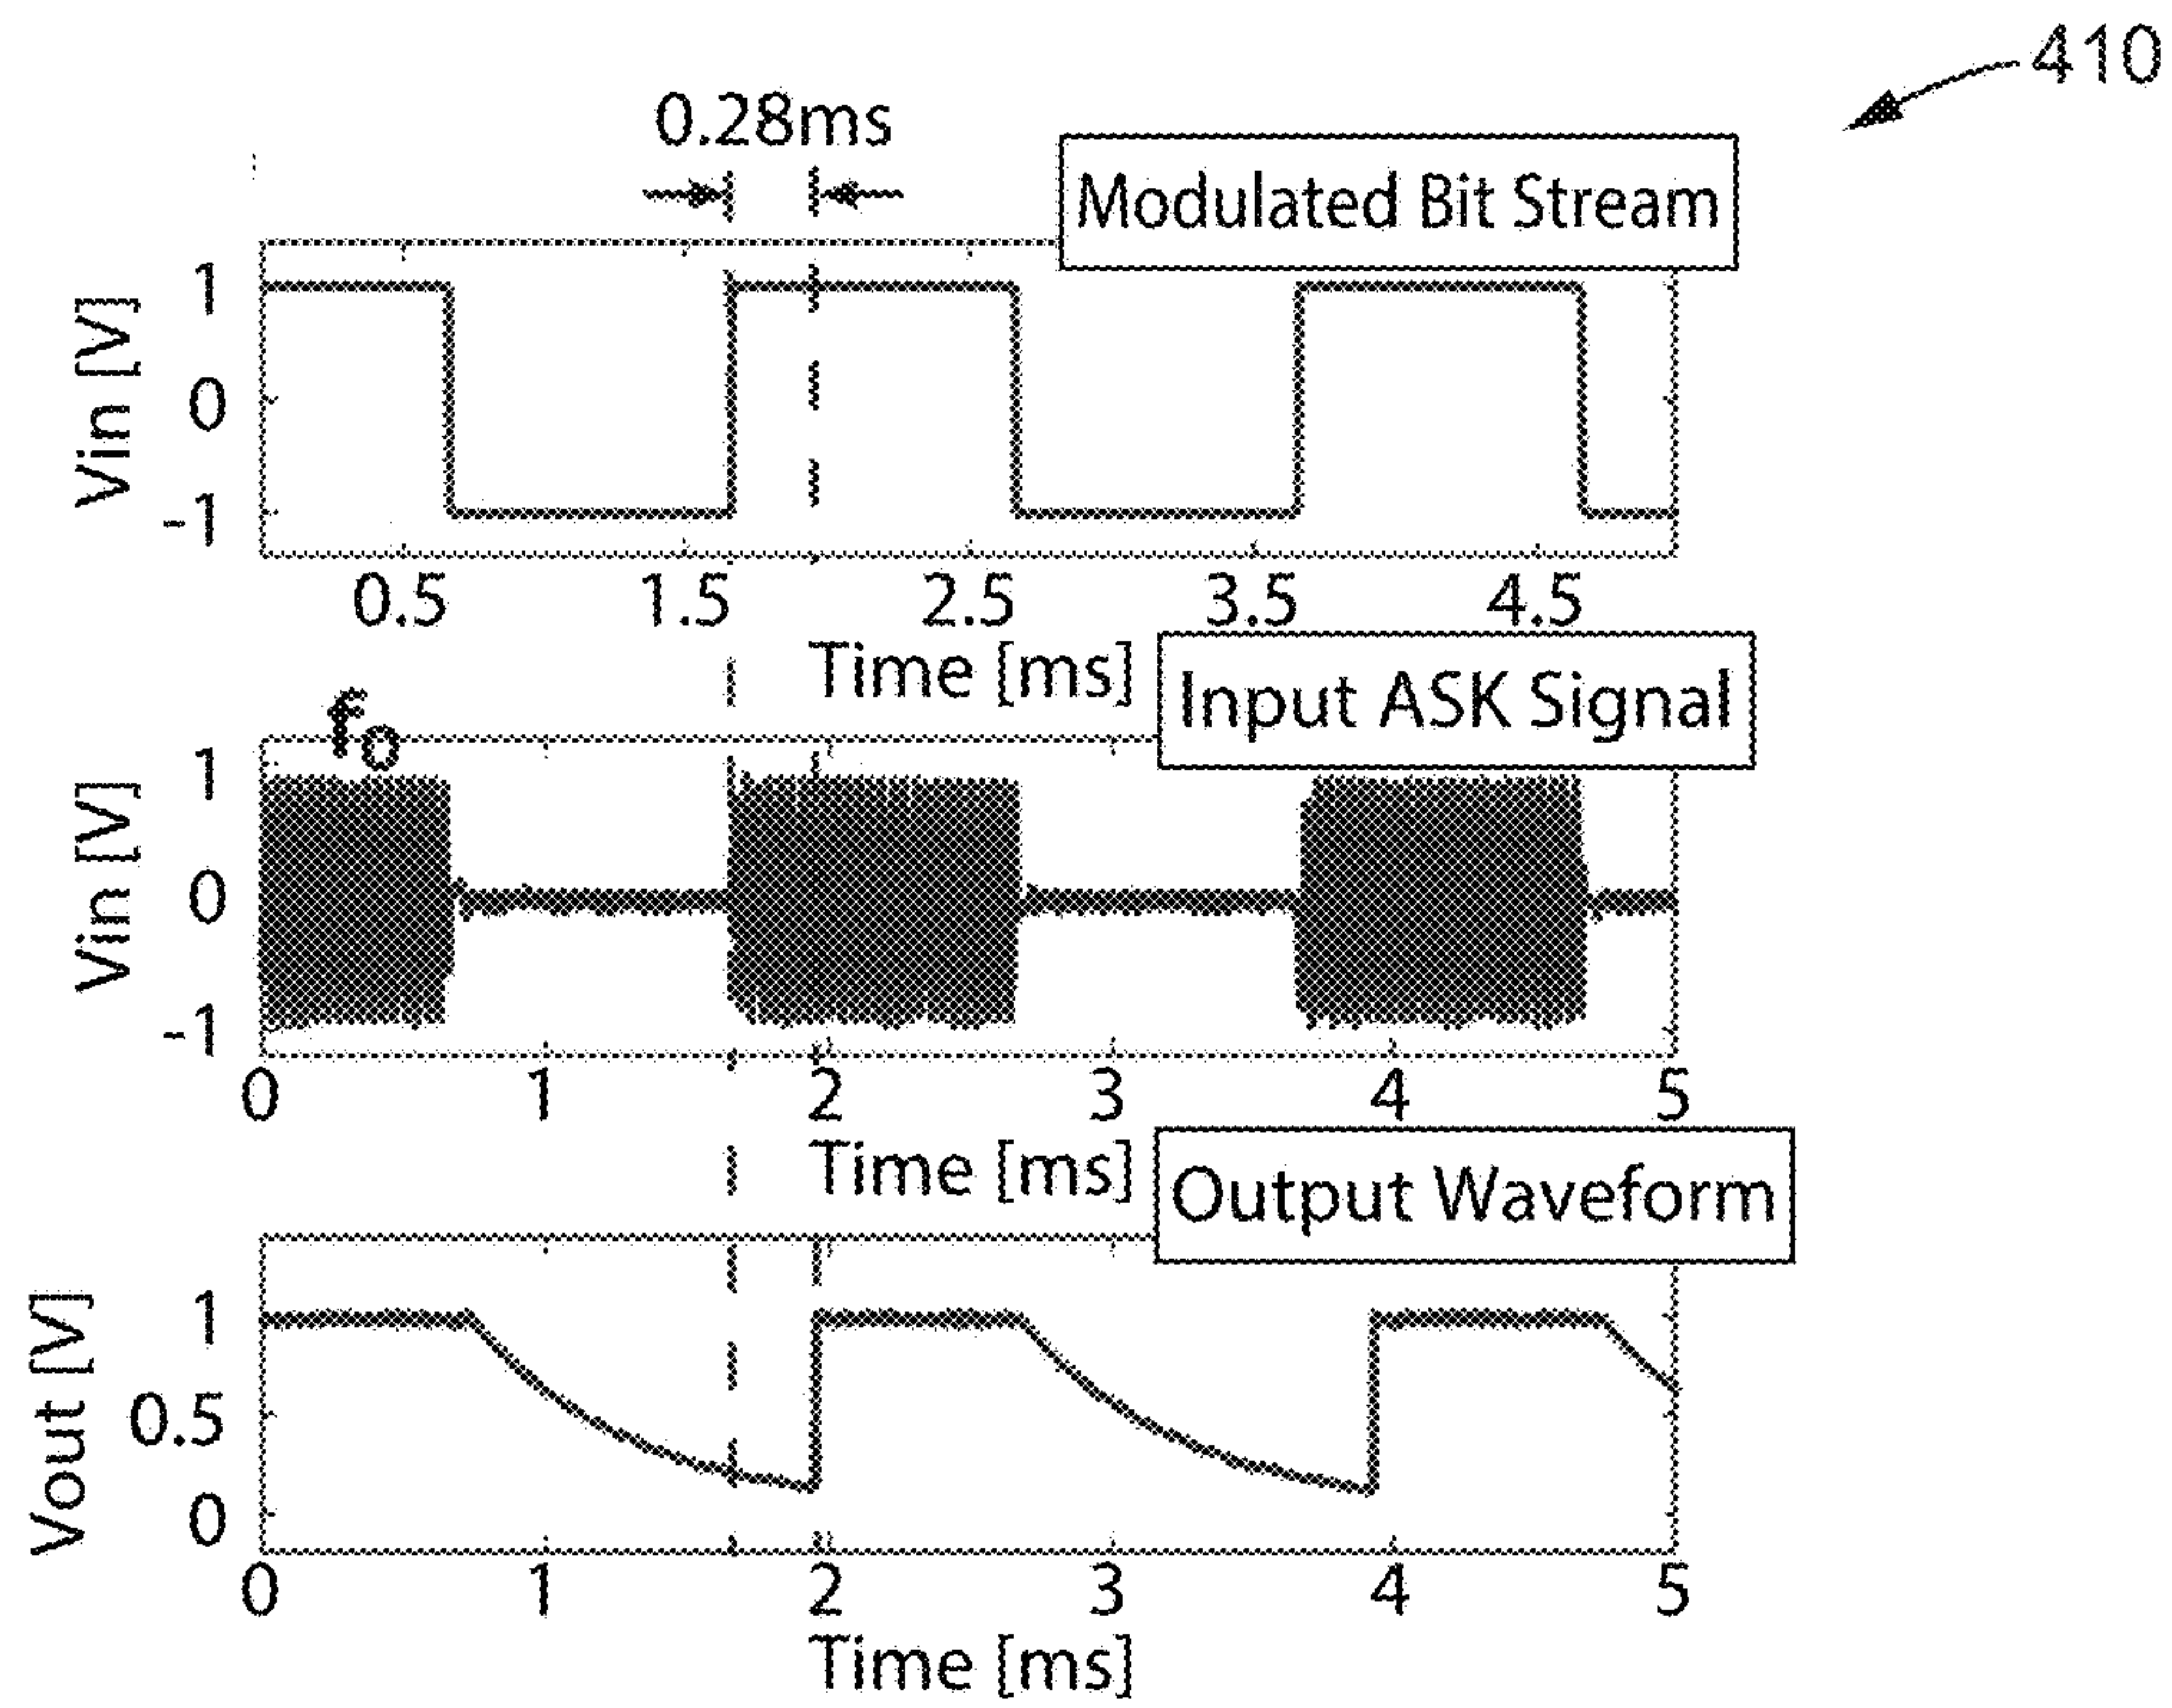 410
0.28ms
Modulated Bit Stream
Vin [V]
1
0
-1
0.5 1.5 2.5 3.5 4.5
Time [ms]
Input ASK Signal
fo
Vin [V]
1
0
-1
0 1 2 3 4 5
Time [ms]
Output Waveform
Vout [V]
1
0.5
0
0 1 2 3 4 5
Time [ms]